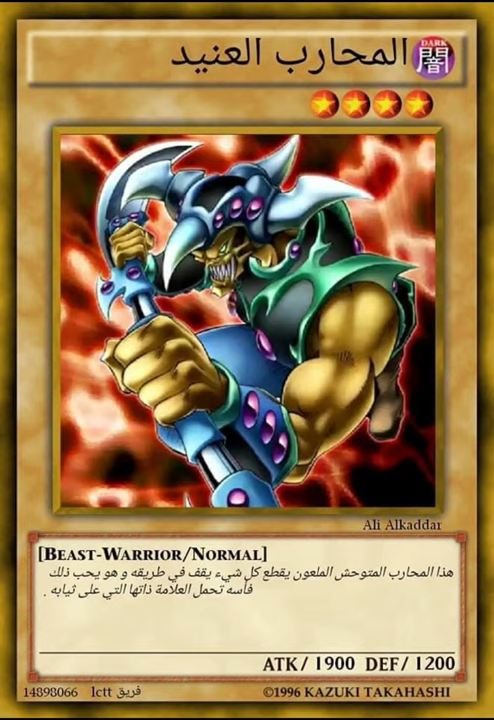 المحارب العنيد
DARK
闇
Ali Alkaddar
[BEAST-WARRIOR/NORMAL]
هذا المحارب المتوحش الملعون يقطع كل شيء يقف في طريقه و هو يحب ذلك
فأسه تحمل العلامة ذاتها التي على ثيابه .
ATK / 1900 DEF / 1200
14898066 lctt فريق ©1996 KAZUKI TAKAHASHI